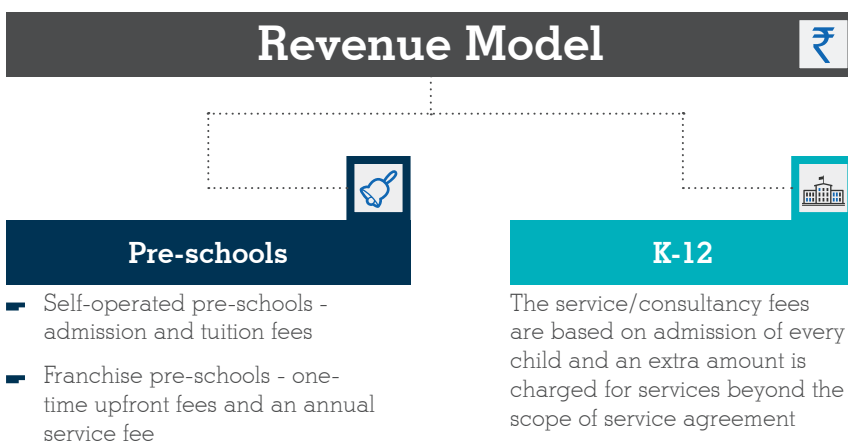 Revenue Model
₹
Pre-schools
Self-operated pre-schools -
admission and tuition fees
Franchise pre-schools - one-
time upfront fees and an annual
service fee
K-12
The service/consultancy fees
are based on admission of every
child and an extra amount is
charged for services beyond the
scope of service agreement